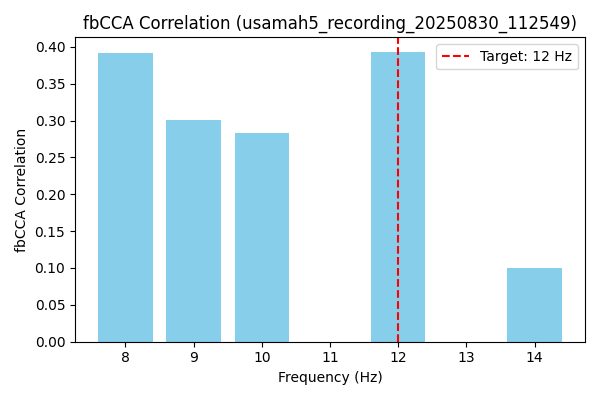 fbCCA Correlation (usamah5_recording_20250830_112549)
Target: 12 Hz
fbCCA Correlation
0.40
0.35
0.30
0.25
0.20
0.15
0.10
0.05
0.00
8 9 10 11 12 13 14
Frequency (Hz)